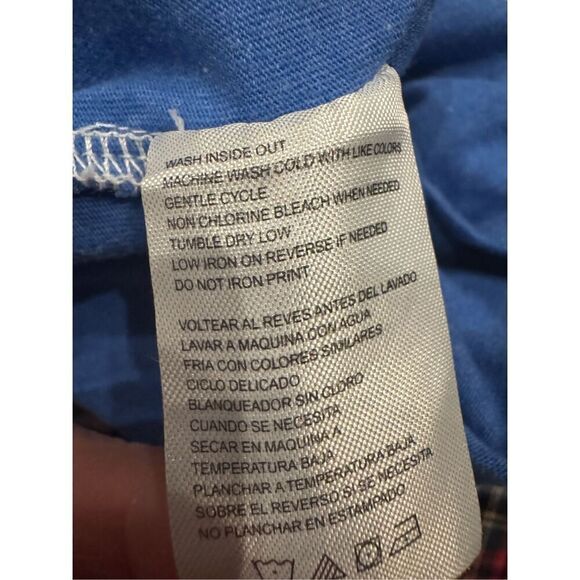 WASH INSIDE OUT
MACHINE WASH COLD WITH LIKE COLORS
GENTLE CYCLE
NON CHLORINE BLEACH WHEN NEEDED
TUMBLE DRY LOW
LOW IRON ON REVERSE IF NEEDED
DO NOT IRON PRINT
VOLTEAR AL REVES ANTES DEL LAVADO
LAVAR A MAQUINA CON AGUA
FRIA CON COLORES SIMILARES
CICLO DELICADO
BLANQUEADOR SIN CLORO
CUANDO SE NECESITA
SECAR EN MAQUINA A
TEMPERATURA BAJA
PLANCHAR A TEMPERATURA BAJA
SOBRE EL REVERSO SI SE NECESITA
NO PLANCHAR EN ESTAMPADO